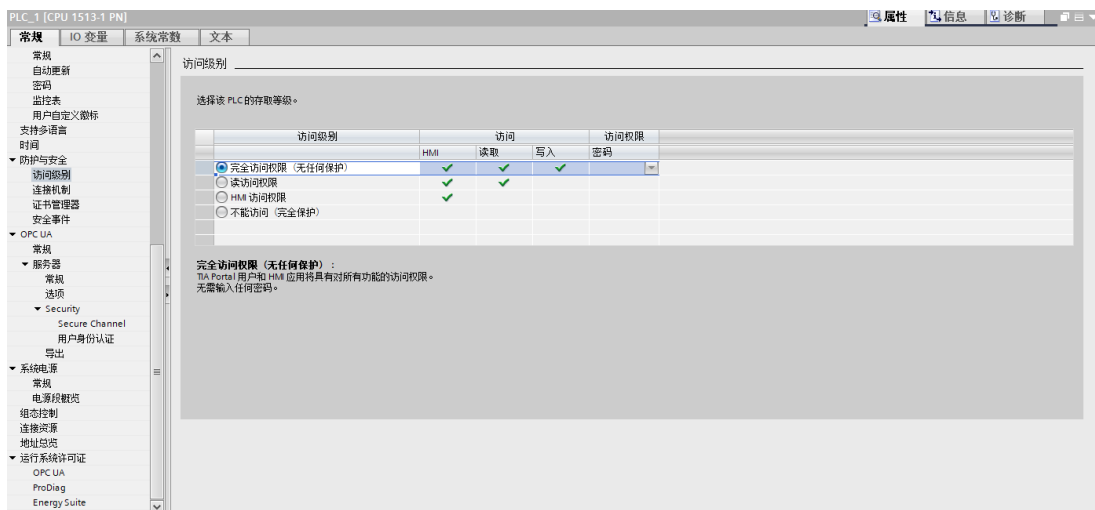 PLC_1 [CPU 1513-1 PN]
属性 信息 诊断
常规 IO 变量 系统常数 文本
常规
自动更新
密码
监控表
用户自定义徽标
支持多语言
时间
防护与安全
访问级别
连接机制
证书管理器
安全事件
OPC UA
常规
服务器
常规
选项
Security
Secure Channel
用户身份认证
导出
系统电源
常规
电源段概览
组态控制
连接资源
地址总览
运行系统许可证
OPC UA
ProDiag
Energy Suite
访问级别
选择该 PLC 的存取等级。
访问级别 访问 访问权限
HMI 读取 写入 密码
完全访问权限（无任何保护）
读访问权限
HMI 访问权限
不能访问（完全保护）
完全访问权限（无任何保护）：
TIA Portal 用户和 HMI 应用将具有对所有功能的访问权限。
无需输入任何密码。